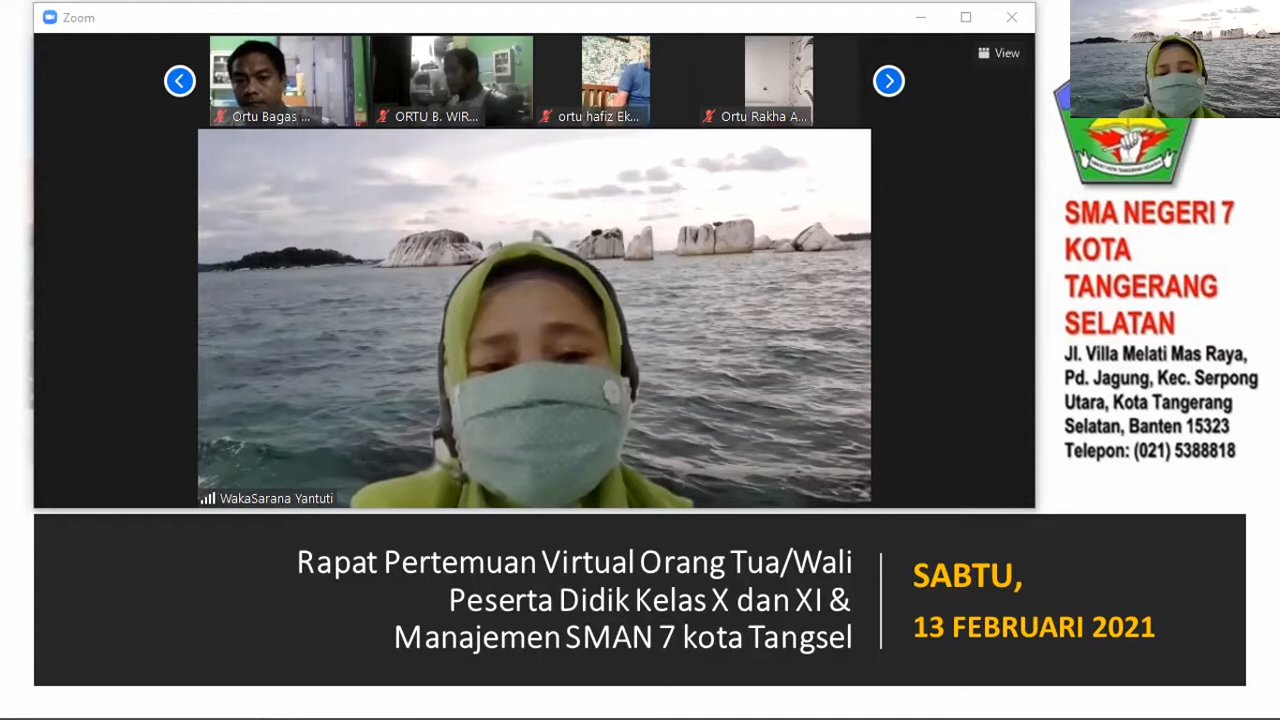 Zoom
View
Ortu Bagas ...
ORTU B. WIR...
ortu hafiz Ek...
Ortu Rakha A...
WakaSarana Yantuti
SMA NEGERI 7
KOTA
TANGERANG
SELATAN
Jl. Villa Melati Mas Raya,
Pd. Jagung, Kec. Serpong
Utara, Kota Tangerang
Selatan, Banten 15323
Telepon: (021) 5388818
Rapat Pertemuan Virtual Orang Tua/Wali
Peserta Didik Kelas X dan XI &
Manajemen SMAN 7 kota Tangsel
SABTU,
13 FEBRUARI 2021